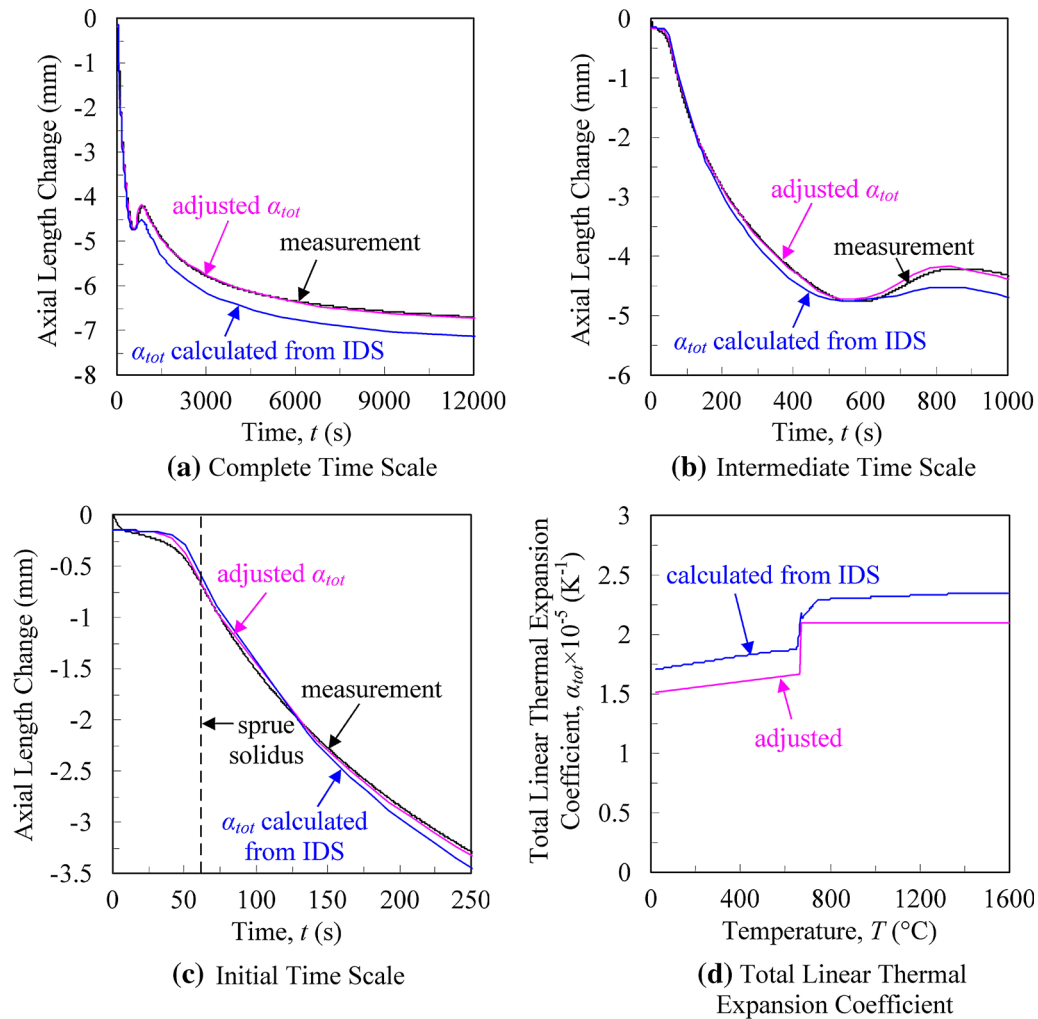 0
-1
-2
-3
-4
-5
-6
-7
-8
Axial Length Change (mm)
adjusted αtot
measurement
αtot calculated from IDS
0 3000 6000 9000 12000
Time, t (s)
(a) Complete Time Scale
0
-1
-2
-3
-4
-5
-6
Axial Length Change (mm)
adjusted αtot
measurement
αtot calculated from IDS
0 200 400 600 800 1000
Time, t (s)
(b) Intermediate Time Scale
0
-0.5
-1
-1.5
-2
-2.5
-3
-3.5
Axial Length Change (mm)
adjusted αtot
measurement
sprue
solidus
αtot calculated
from IDS
0 50 100 150 200 250
Time, t (s)
(c) Initial Time Scale
3
2.5
2
1.5
1
0.5
0
Total Linear Thermal Expansion
Coefficient, αtot×10⁻⁵ (K⁻¹)
calculated from IDS
adjusted
0 400 800 1200 1600
Temperature, T (°C)
(d) Total Linear Thermal
Expansion Coefficient